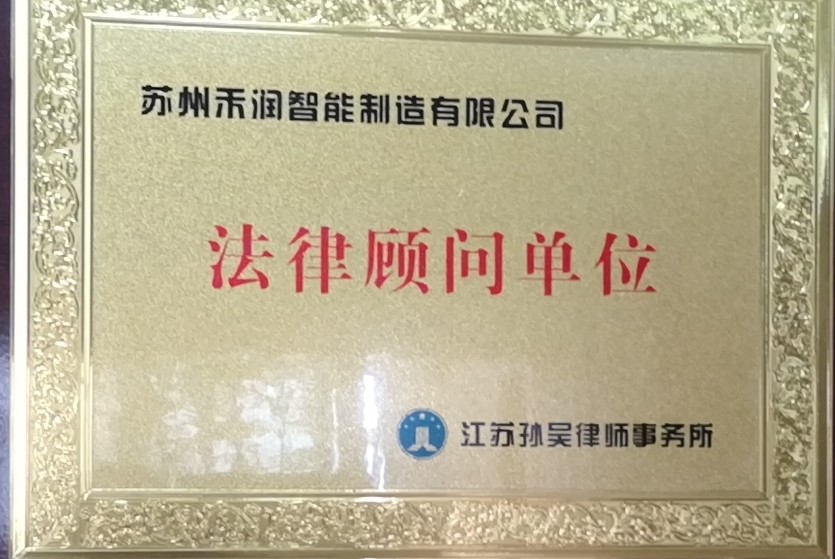 苏州禾润智能制造有限公司
法律顾问单位
江苏孙吴律师事务所